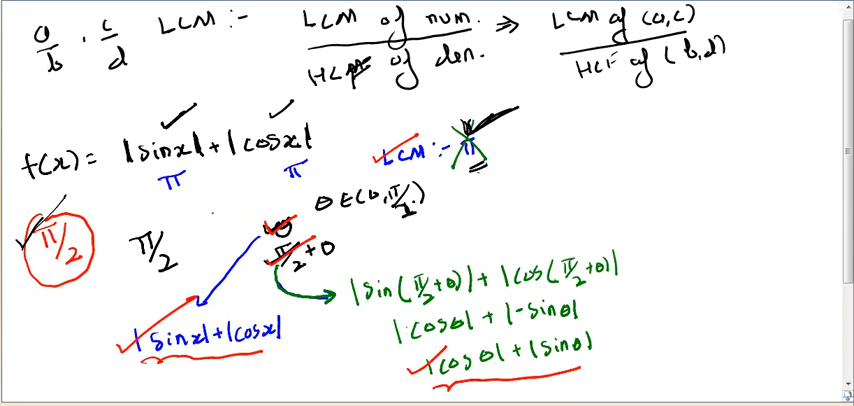 a/b , c/d LCM :- LCM of num. / HCF of den. ⇒ LCM of (a,c) / HCF of (b,d)
f(x) = |sinx| + |cosx|
π π LCM :- π
θ ∈ (0, π/2)
π/2 π/2 θ
π/2 + θ
|sin(π/2+θ)| + |cos(π/2+θ)|
|sinx| + |cosx| |cosθ| + |-sinθ|
|cosθ| + |sinθ|